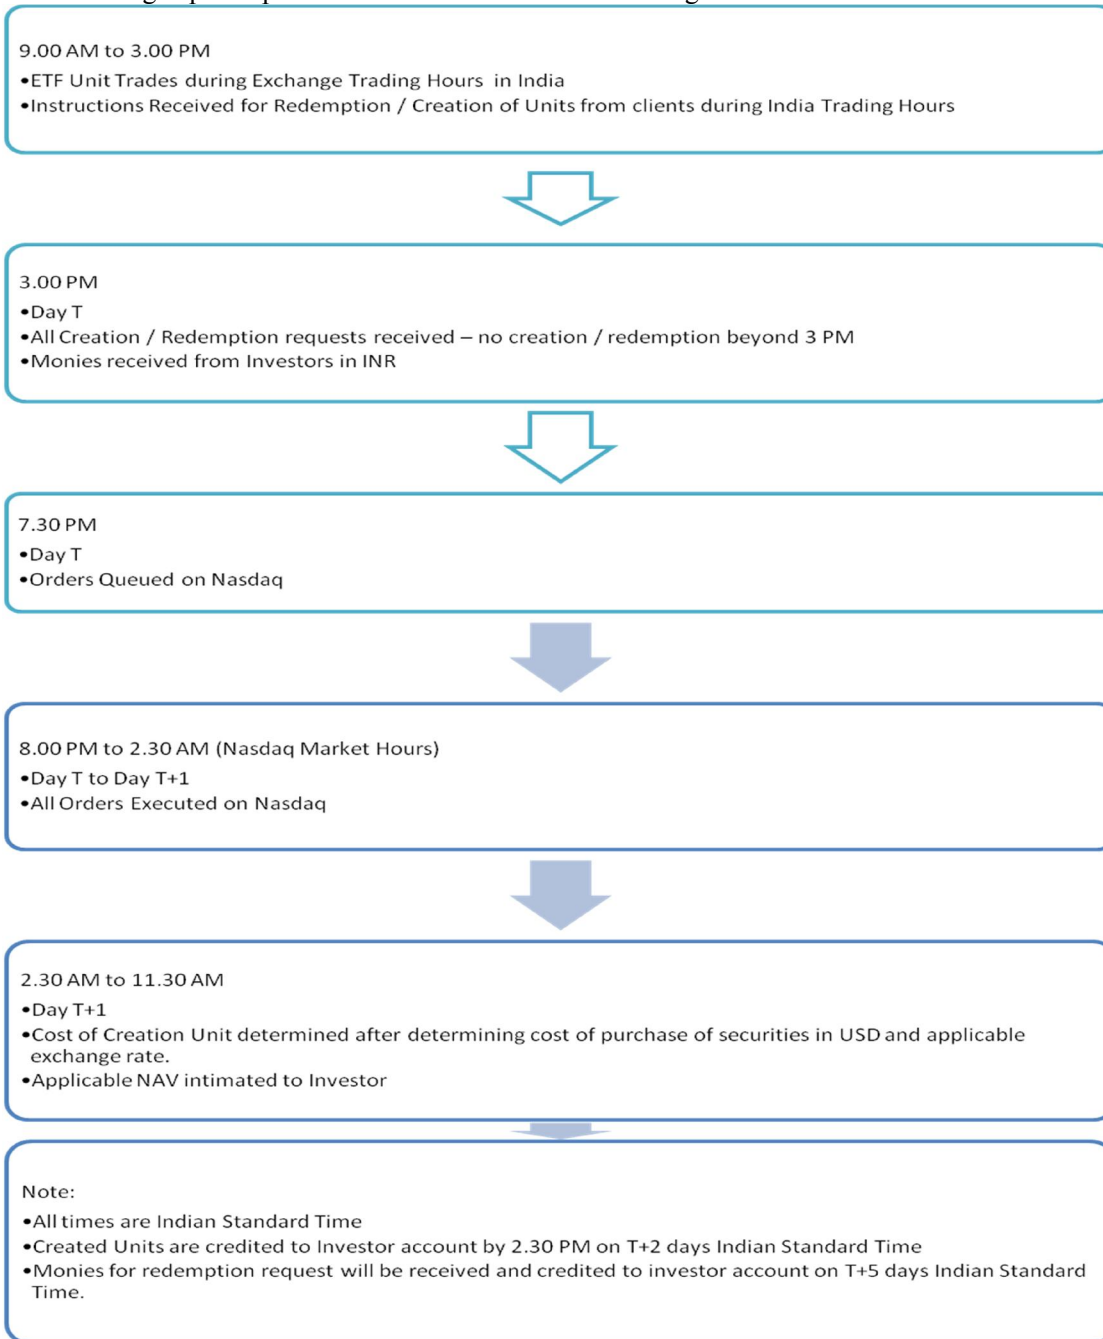 9.00 AM to 3.00 PM
•ETF Unit Trades during Exchange Trading Hours in India
•Instructions Received for Redemption / Creation of Units from clients during India Trading Hours
3.00 PM
•Day T
•All Creation / Redemption requests received – no creation / redemption beyond 3 PM
•Monies received from Investors in INR
7.30 PM
•Day T
•Orders Queued on Nasdaq
8.00 PM to 2.30 AM (Nasdaq Market Hours)
•Day T to Day T+1
•All Orders Executed on Nasdaq
2.30 AM to 11.30 AM
•Day T+1
•Cost of Creation Unit determined after determining cost of purchase of securities in USD and applicable
exchange rate.
•Applicable NAV intimated to Investor
Note:
•All times are Indian Standard Time
•Created Units are credited to Investor account by 2.30 PM on T+2 days Indian Standard Time
•Monies for redemption request will be received and credited to investor account on T+5 days Indian Standard
Time.